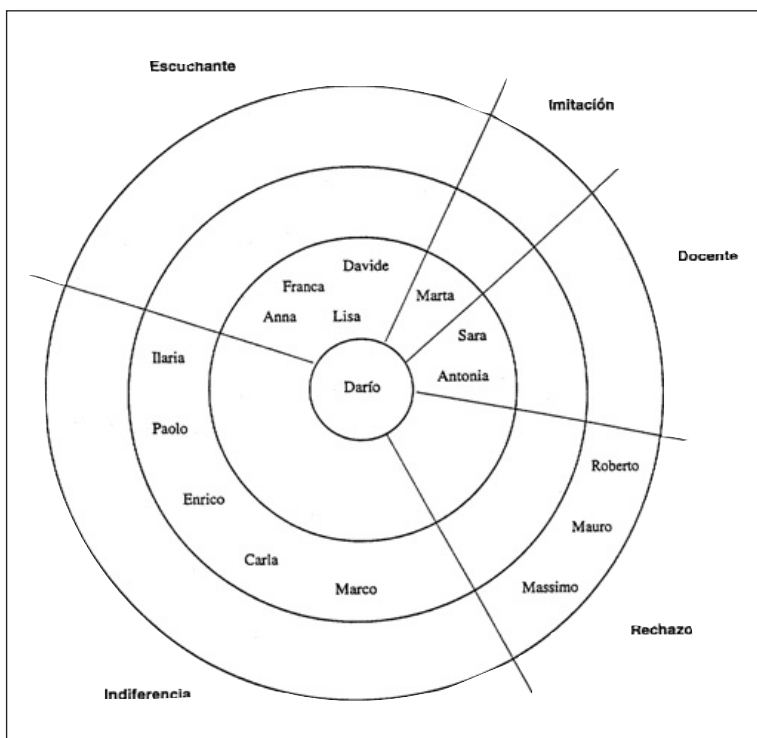 Escuchante
Imitación
Docente
Davide
Franca
Marta
Anna
Lisa
Sara
Ilaria
Antonia
Darío
Paolo
Roberto
Enrico
Mauro
Carla
Marco
Massimo
Rechazo
Indiferencia